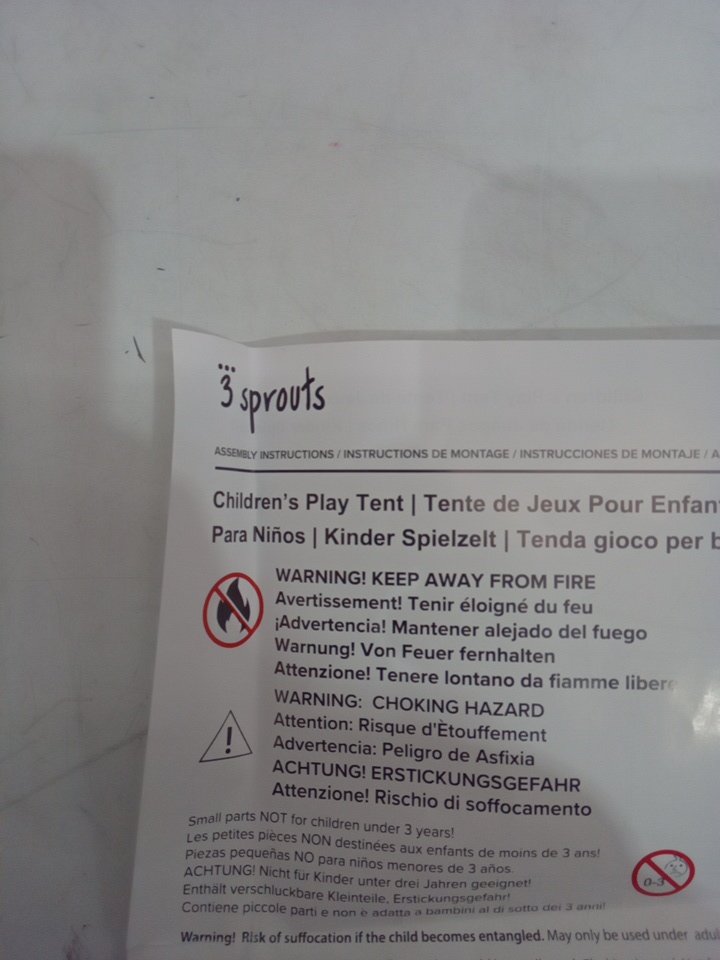 3 sprouts
ASSEMBLY INSTRUCTIONS / INSTRUCTIONS DE MONTAGE / INSTRUCCIONES DE MONTAJE / A
Children's Play Tent | Tente de Jeux Pour Enfan
Para Niños | Kinder Spielzelt | Tenda gioco per b
WARNING! KEEP AWAY FROM FIRE
Avertissement! Tenir éloigné du feu
¡Advertencia! Mantener alejado del fuego
Warnung! Von Feuer fernhalten
Attenzione! Tenere lontano da fiamme libere
WARNING: CHOKING HAZARD
Attention: Risque d'Ètouffement
Advertencia: Peligro de Asfixia
ACHTUNG! ERSTICKUNGSGEFAHR
Attenzione! Rischio di soffocamento
Small parts NOT for children under 3 years!
Les petites pièces NON destinées aux enfants de moins de 3 ans!
Piezas pequeñas NO para niños menores de 3 años.
ACHTUNG! Nicht für Kinder unter drei Jahren geeignet!
Enthält verschluckbare Kleinteile, Erstickungsgefahr!
Contiene piccole parti e non è adatta a bambini al di sotto dei 3 anni!
0-3
Warning! Risk of suffocation if the child becomes entangled. May only be used under adul